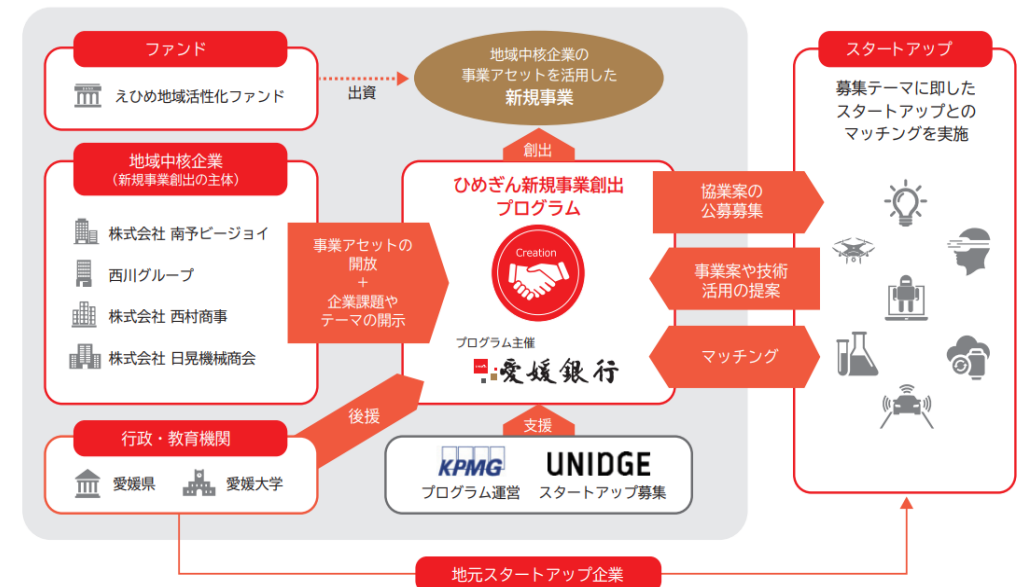 ファンド
えひめ地域活性化ファンド
出資
地域中核企業の
事業アセットを活用した
新規事業
創出
地域中核企業
（新規事業創出の主体）
株式会社 南予ビージョイ
西川グループ
株式会社 西村商事
株式会社 日晃機械商会
事業アセットの
開放
+
企業課題や
テーマの開示
ひめぎん新規事業創出
プログラム
Creation
プログラム主催
愛媛銀行
協業案の
公募募集
事業案や技術
活用の提案
マッチング
スタートアップ
募集テーマに即した
スタートアップとの
マッチングを実施
行政・教育機関
愛媛県
愛媛大学
後援
支援
KPMG
プログラム運営
UNIDGE
スタートアップ募集
地元スタートアップ企業